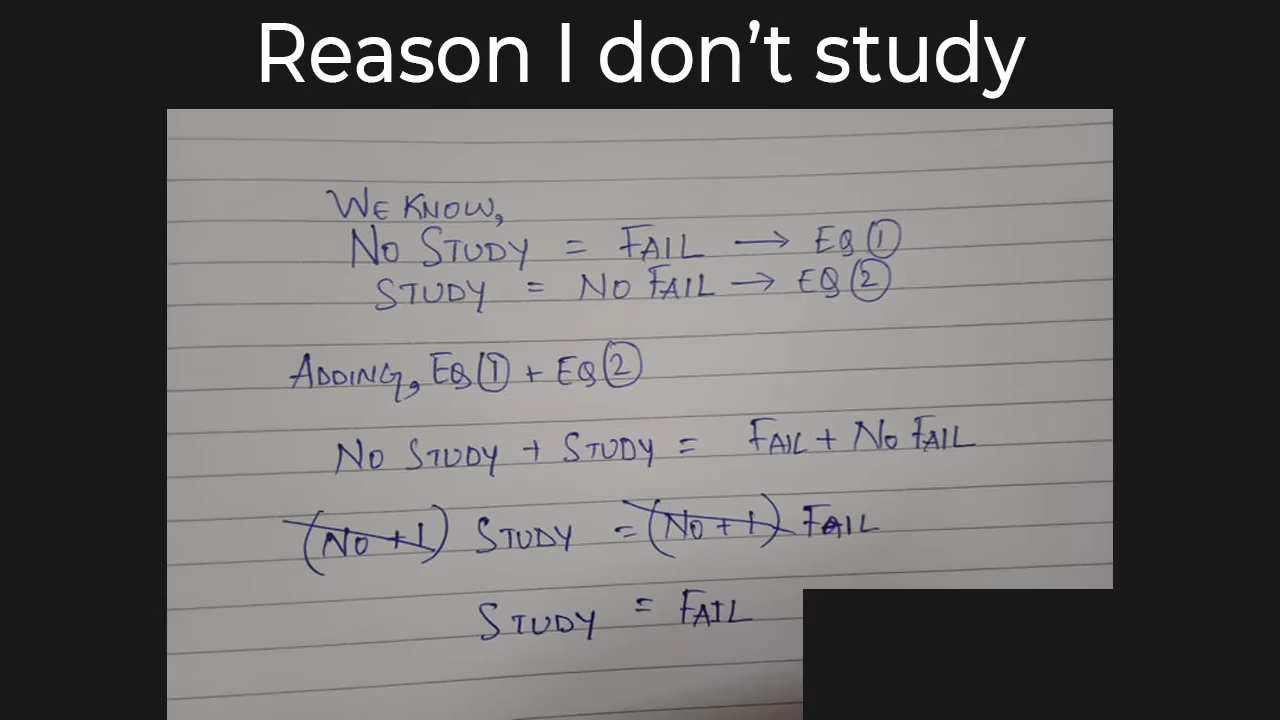 Reason I don’t study
WE KNOW,
NO STUDY = FAIL → EQ ①
STUDY = NO FAIL → EQ ②
ADDING, EQ ① + EQ ②
NO STUDY + STUDY = FAIL + NO FAIL
(NO + 1) STUDY = (NO + 1) FAIL
STUDY = FAIL